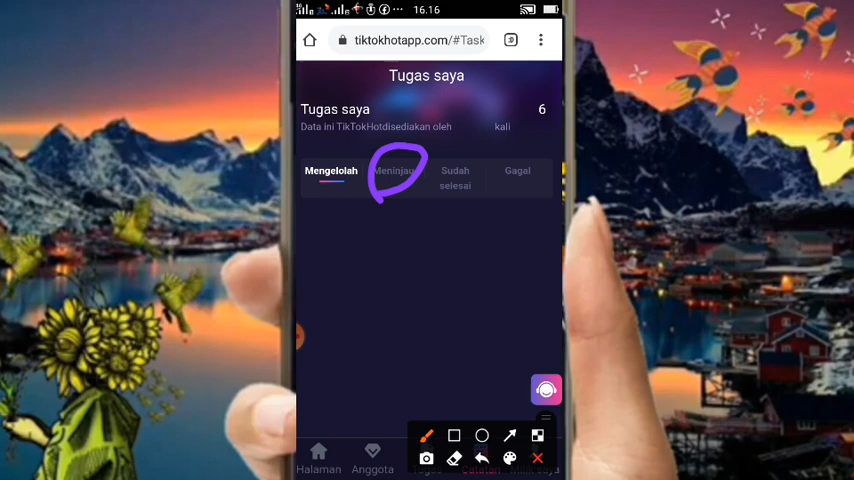 16.16
tiktokhotapp.com/#Task
Tugas saya
Tugas saya 6
Data ini TikTokHotdisediakan oleh kali
Mengelolah Meninjau Sudah selesai Gagal
Halaman Anggota Catatan